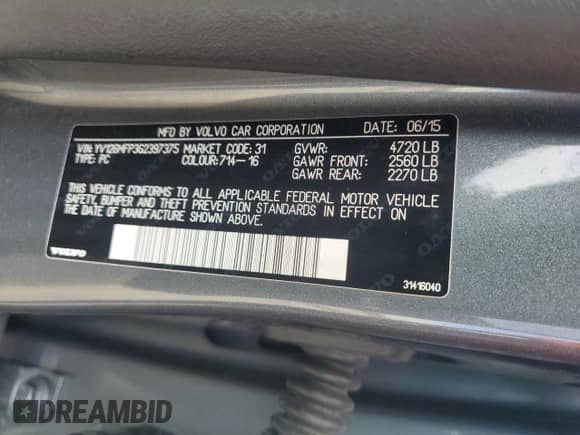 MFD BY VOLVO CAR CORPORATION DATE: 06/15
VIN: YV126MFP3G2397375 MARKET CODE: 31 GVWR: 4720 LB
TYPE: PC COLOUR: 714-16 GAWR FRONT: 2560 LB
GAWR REAR: 2270 LB
THIS VEHICLE CONFORMS TO ALL APPLICABLE FEDERAL MOTOR VEHICLE
SAFETY, BUMPER AND THEFT PREVENTION STANDARDS IN EFFECT ON
THE DATE OF MANUFACTURE SHOWN ABOVE.
VOLVO
31416040
DREAMBID